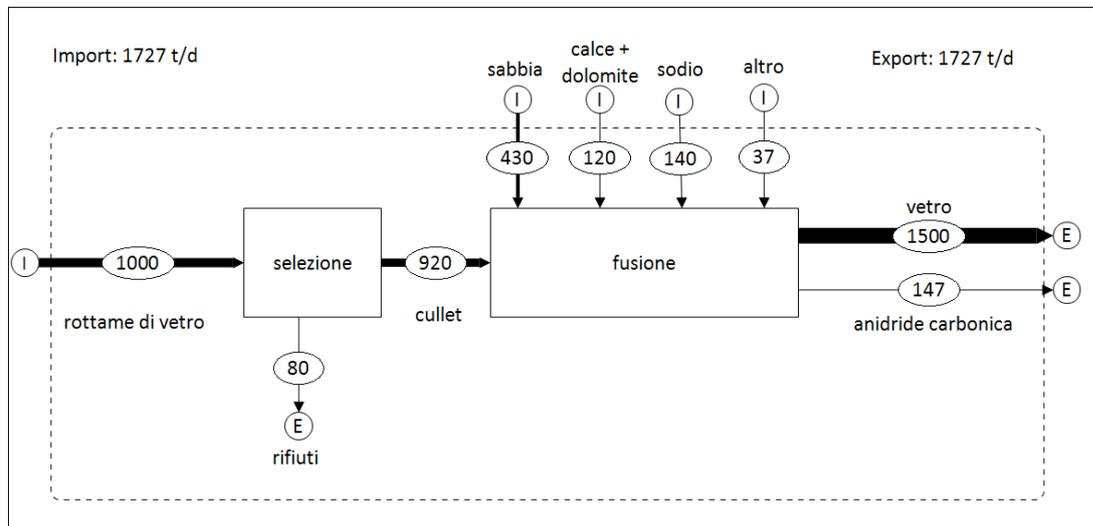 Import: 1727 t/d
Export: 1727 t/d
sabbia
calce +
dolomite
sodio
altro
I
I
I
I
430
120
140
37
I
1000
rottame di vetro
selezione
920
cullet
fusione
vetro
1500
E
147
E
anidride carbonica
80
E
rifiuti